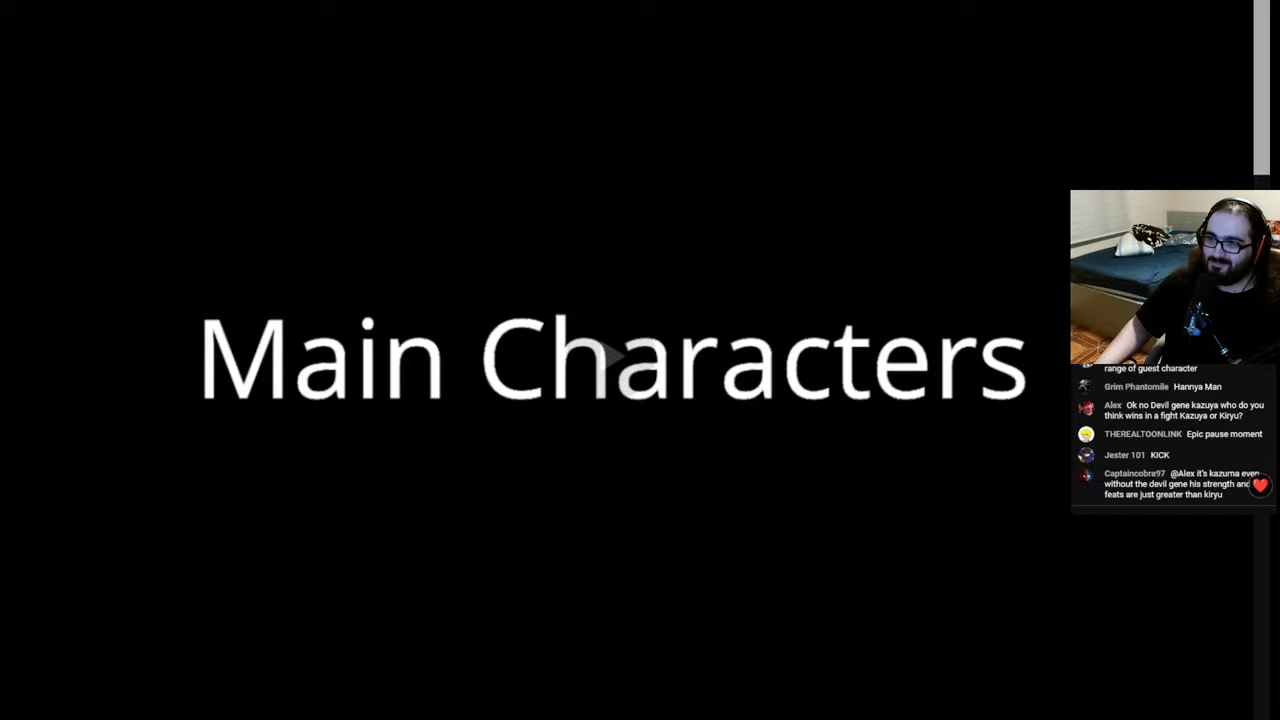 Main Characters
range of guest character
Grim Phantomile Hannya Man
Alex Ok no Devil gene kazuya who do you
think wins in a fight Kazuya or Kiryu?
THEREALTOONLINK Epic pause moment
Jester 101 KICK
Captaincobra97 @Alex it's kazuma even
without the devil gene his strength and
feats are just greater than kiryu